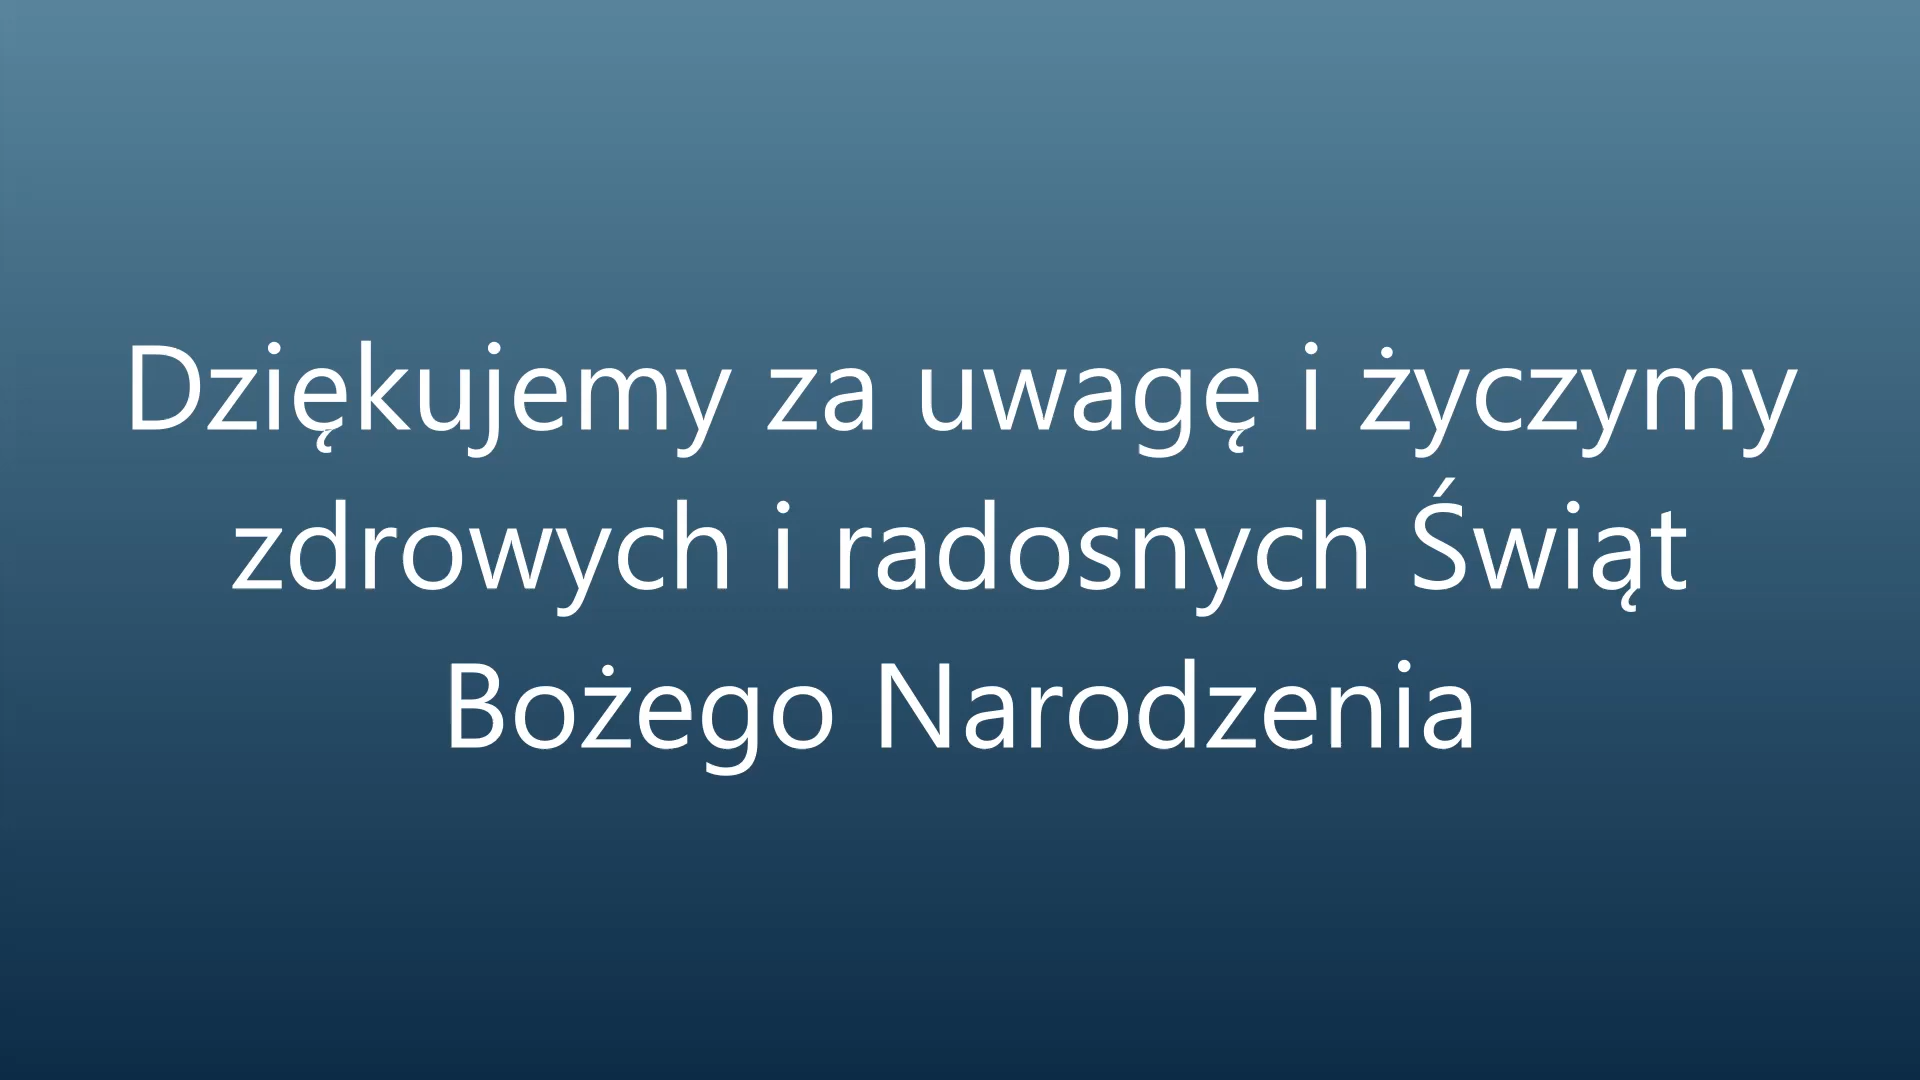 Dziękujemy za uwagę i życzymy
zdrowych i radosnych Świąt
Bożego Narodzenia